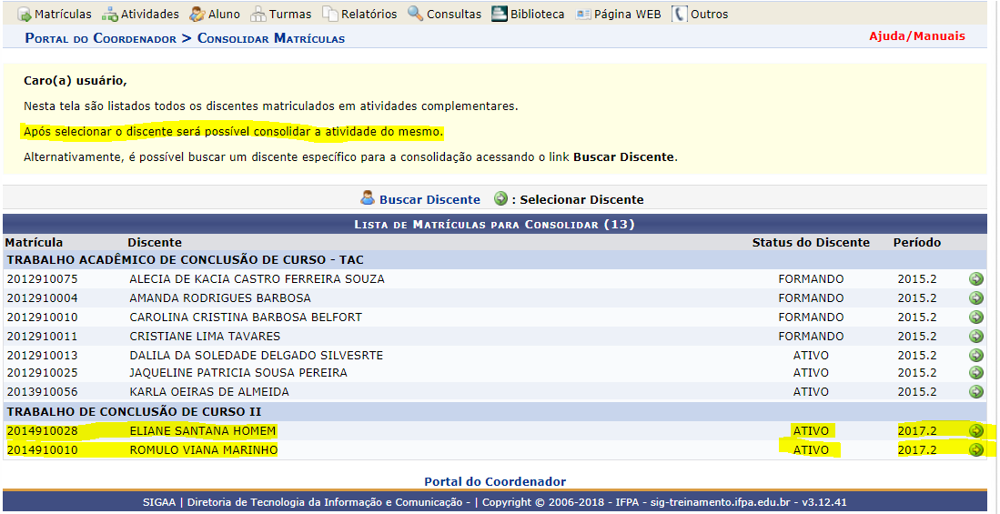 Matrículas Atividades Aluno Turmas Relatórios Consultas Biblioteca Página WEB Outros
Portal do Coordenador > Consolidar Matrículas Ajuda/Manuais
Caro(a) usuário,
Nesta tela são listados todos os discentes matriculados em atividades complementares.
Após selecionar o discente será possível consolidar a atividade do mesmo.
Alternativamente, é possível buscar um discente específico para a consolidação acessando o link Buscar Discente.
Buscar Discente : Selecionar Discente
Lista de Matrículas para Consolidar (13)
Matrícula Discente Status do Discente Período
TRABALHO ACADÊMICO DE CONCLUSÃO DE CURSO - TAC
2012910075 ALECIA DE KACIA CASTRO FERREIRA SOUZA FORMANDO 2015.2
2012910004 AMANDA RODRIGUES BARBOSA FORMANDO 2015.2
2012910010 CAROLINA CRISTINA BARBOSA BELFORT FORMANDO 2015.2
2012910011 CRISTIANE LIMA TAVARES FORMANDO 2015.2
2012910013 DALILA DA SOLEDADE DELGADO SILVESRTE ATIVO 2015.2
2012910025 JAQUELINE PATRICIA SOUSA PEREIRA ATIVO 2015.2
2013910056 KARLA OEIRAS DE ALMEIDA ATIVO 2015.2
TRABALHO DE CONCLUSÃO DE CURSO II
2014910028 ELIANE SANTANA HOMEM ATIVO 2017.2
2014910010 ROMULO VIANA MARINHO ATIVO 2017.2
Portal do Coordenador
SIGAA | Diretoria de Tecnologia da Informação e Comunicação - | Copyright © 2006-2018 - IFPA - sig-treinamento.ifpa.edu.br - v3.12.41